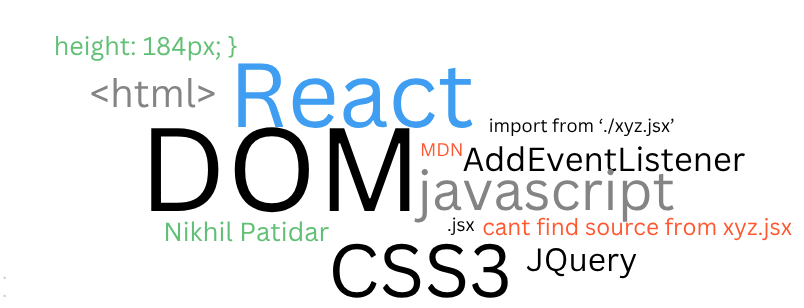 height: 184px; }
<html>
React
import from ‘./xyz.jsx’
DOM
MDN
AddEventListener
javascript
.jsx
cant find source from xyz.jsx
Nikhil Patidar
CSS3
JQuery